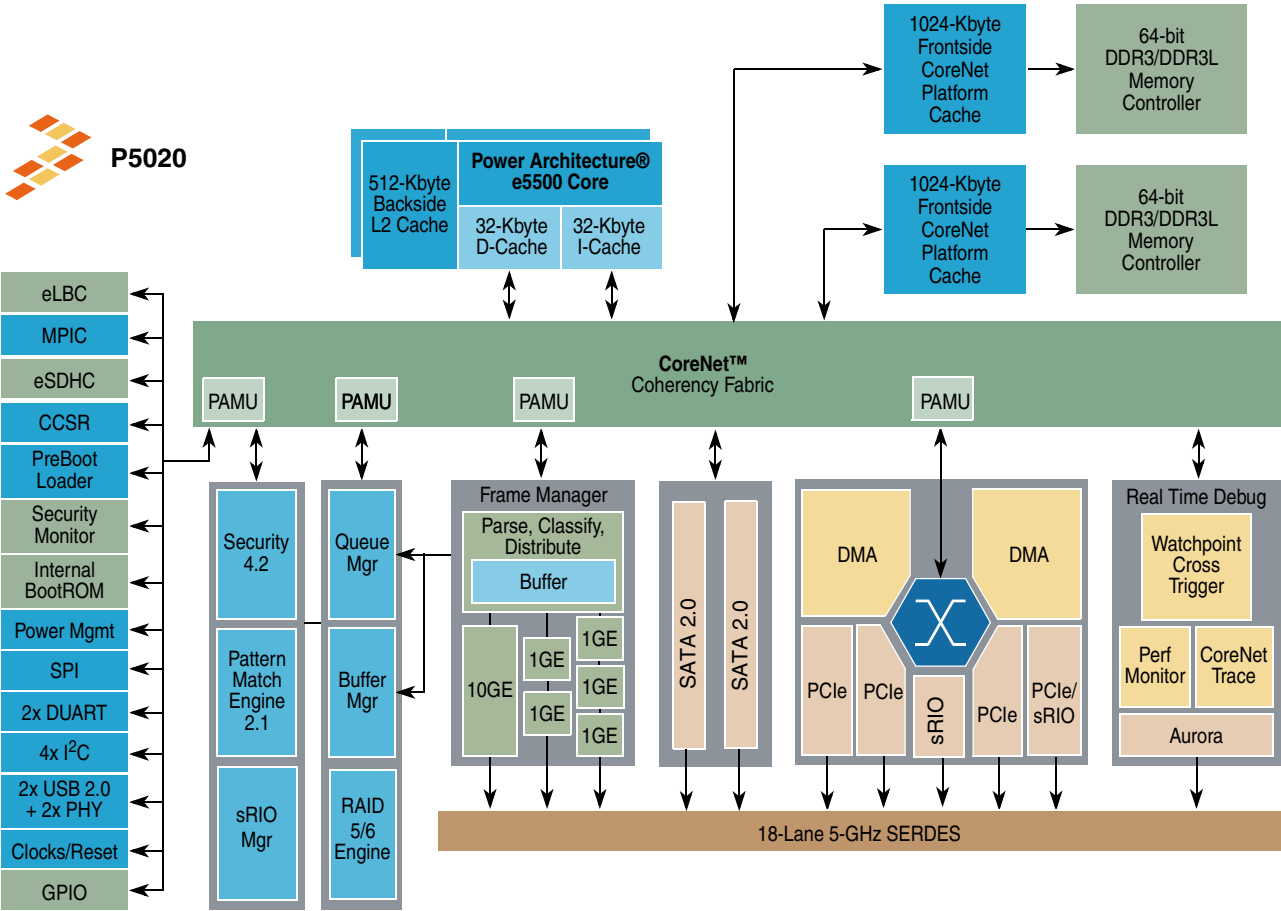 P5020
512-Kbyte
Backside
L2 Cache
Power Architecture®
e5500 Core
32-Kbyte
D-Cache
32-Kbyte
I-Cache
1024-Kbyte
Frontside
CoreNet
Platform
Cache
64-bit
DDR3/DDR3L
Memory
Controller
1024-Kbyte
Frontside
CoreNet
Platform
Cache
64-bit
DDR3/DDR3L
Memory
Controller
eLBC
MPIC
eSDHC
CCSR
PreBoot
Loader
Security
Monitor
Internal
BootROM
Power Mgmt
SPI
2x DUART
4x I²C
2x USB 2.0
+ 2x PHY
Clocks/Reset
GPIO
CoreNet™
Coherency Fabric
PAMU
PAMU
PAMU
PAMU
Security
4.2
Pattern
Match
Engine
2.1
sRIO
Mgr
Queue
Mgr
Buffer
Mgr
RAID
5/6
Engine
Frame Manager
Parse, Classify,
Distribute
Buffer
10GE
1GE
1GE
1GE
1GE
1GE
SATA 2.0
SATA 2.0
DMA
DMA
PCIe
PCIe
sRIO
PCIe
PCIe/
sRIO
Real Time Debug
Watchpoint
Cross
Trigger
Perf
Monitor
CoreNet
Trace
Aurora
18-Lane 5-GHz SERDES